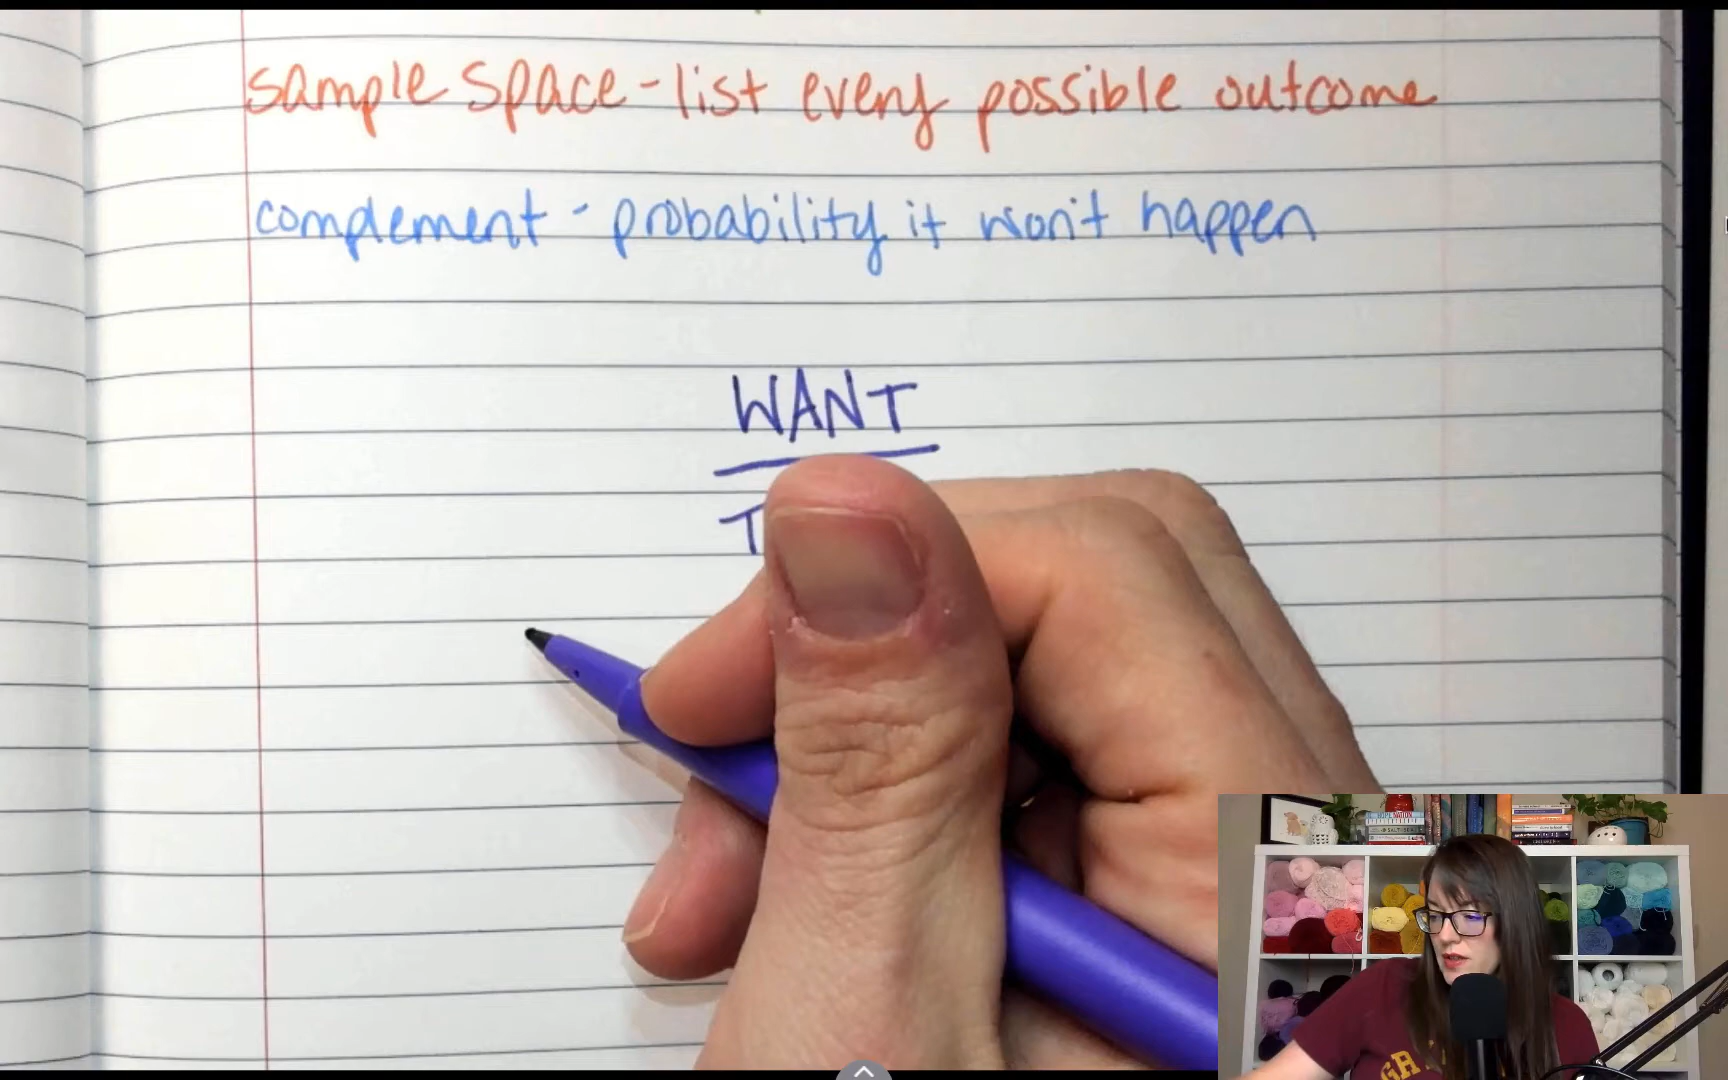 sample space - list every possible outcome
complement - probability it won't happen
WANT
T